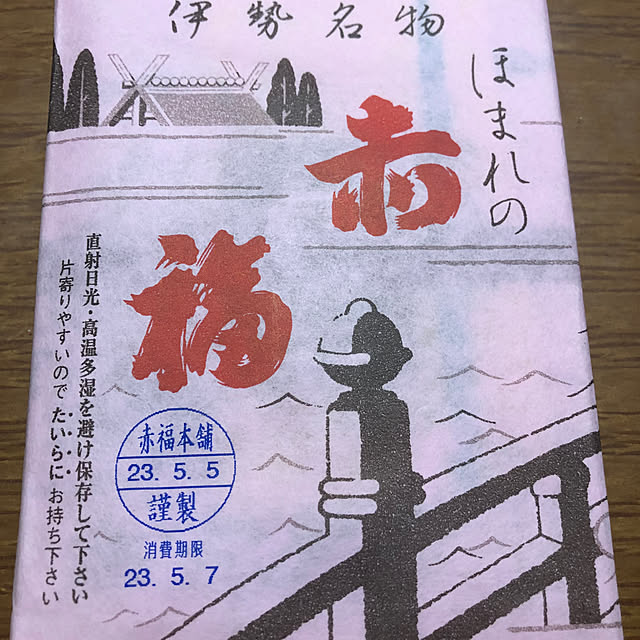 伊勢名物
ほまれの
赤福
直射日光・高温多湿を避け保存して下さい
片寄りやすいのでたいらにお持ち下さい
赤福本舗
23. 5. 5
謹製
消費期限
23. 5. 7